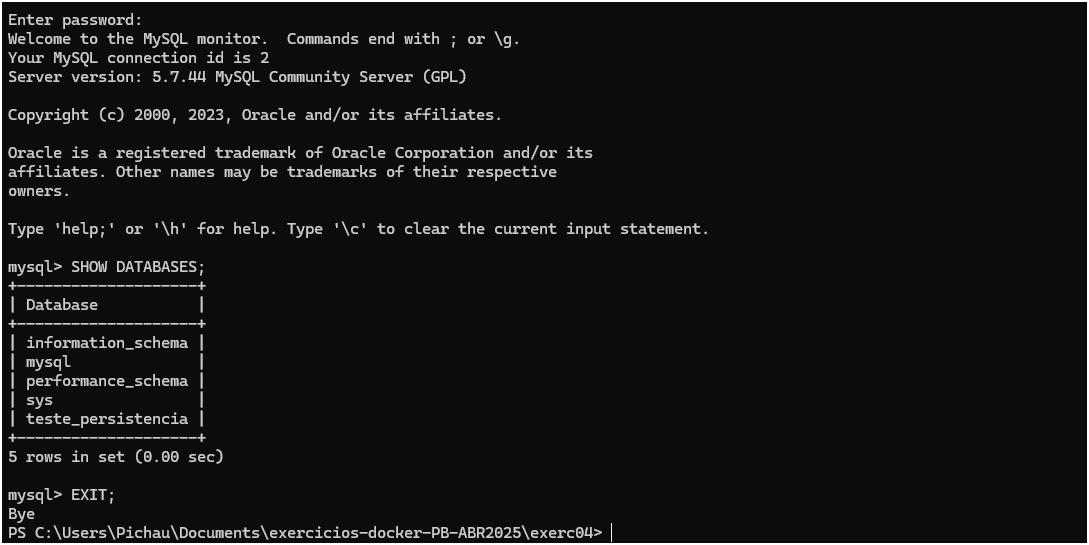 Enter password:
Welcome to the MySQL monitor.  Commands end with ; or \g.
Your MySQL connection id is 2
Server version: 5.7.44 MySQL Community Server (GPL)
Copyright (c) 2000, 2023, Oracle and/or its affiliates.
Oracle is a registered trademark of Oracle Corporation and/or its
affiliates. Other names may be trademarks of their respective
owners.
Type 'help;' or '\h' for help. Type '\c' to clear the current input statement.
mysql> SHOW DATABASES;
+--------------------+
| Database           |
+--------------------+
| information_schema |
| mysql              |
| performance_schema |
| sys                |
| teste_persistencia |
+--------------------+
5 rows in set (0.00 sec)
mysql> EXIT;
Bye
PS C:\Users\Pichau\Documents\exercicios-docker-PB-ABR2025\exerc04>